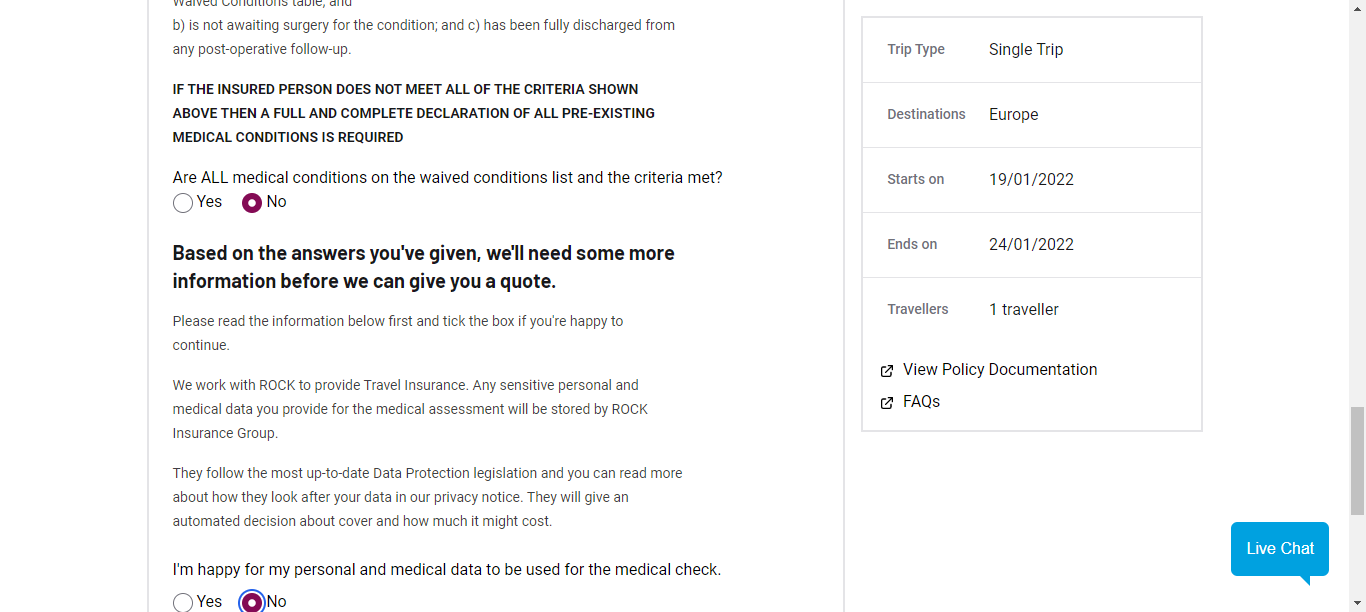 Waived Conditions table; and
b) is not awaiting surgery for the condition; and c) has been fully discharged from
any post-operative follow-up.
IF THE INSURED PERSON DOES NOT MEET ALL OF THE CRITERIA SHOWN
ABOVE THEN A FULL AND COMPLETE DECLARATION OF ALL PRE-EXISTING
MEDICAL CONDITIONS IS REQUIRED
Are ALL medical conditions on the waived conditions list and the criteria met?
Yes No
Based on the answers you've given, we'll need some more
information before we can give you a quote.
Please read the information below first and tick the box if you're happy to
continue.
We work with ROCK to provide Travel Insurance. Any sensitive personal and
medical data you provide for the medical assessment will be stored by ROCK
Insurance Group.
They follow the most up-to-date Data Protection legislation and you can read more
about how they look after your data in our privacy notice. They will give an
automated decision about cover and how much it might cost.
I'm happy for my personal and medical data to be used for the medical check.
Yes No
Trip Type Single Trip
Destinations Europe
Starts on 19/01/2022
Ends on 24/01/2022
Travellers 1 traveller
View Policy Documentation
FAQs
Live Chat